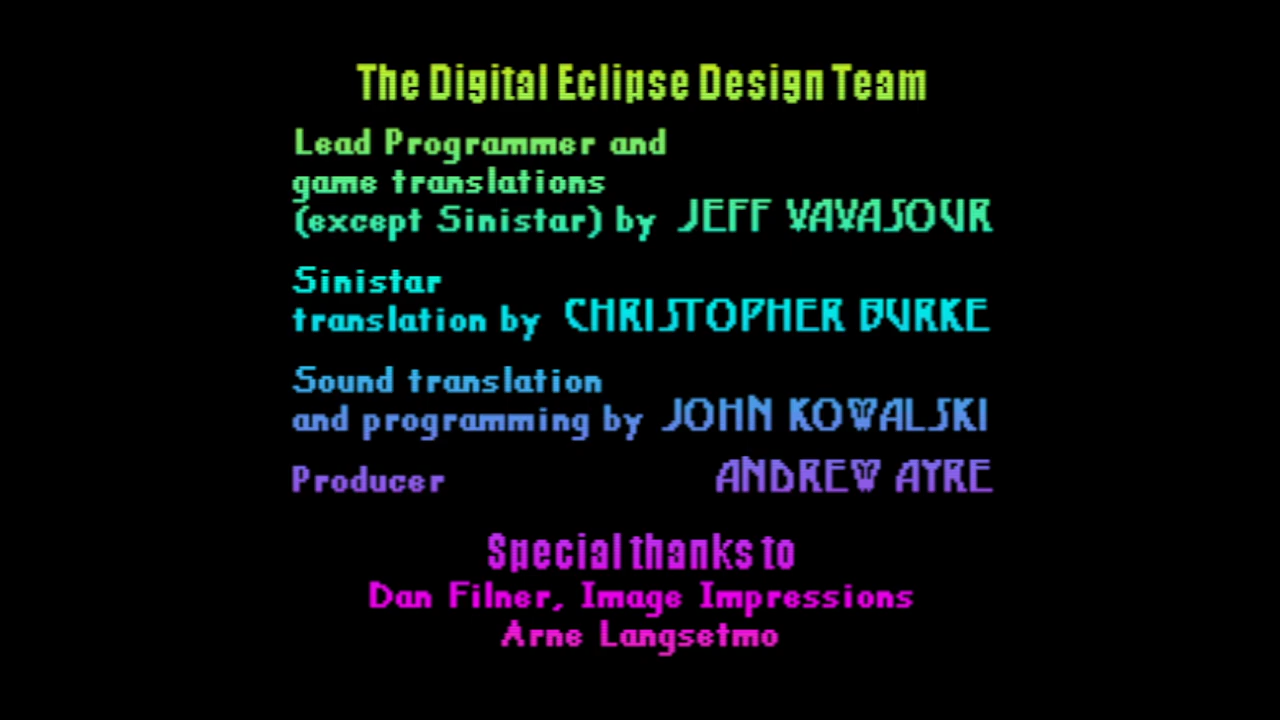 The Digital Eclipse Design Team
Lead Programmer and
game translations
(except Sinistar) by JEFF VAVASOUR
Sinistar
translation by CHRISTOPHER BURKE
Sound translation
and programming by JOHN KOWALSKI
Producer ANDREW AYRE
Special thanks to
Dan Filner, Image Impressions
Arne Langsetmo